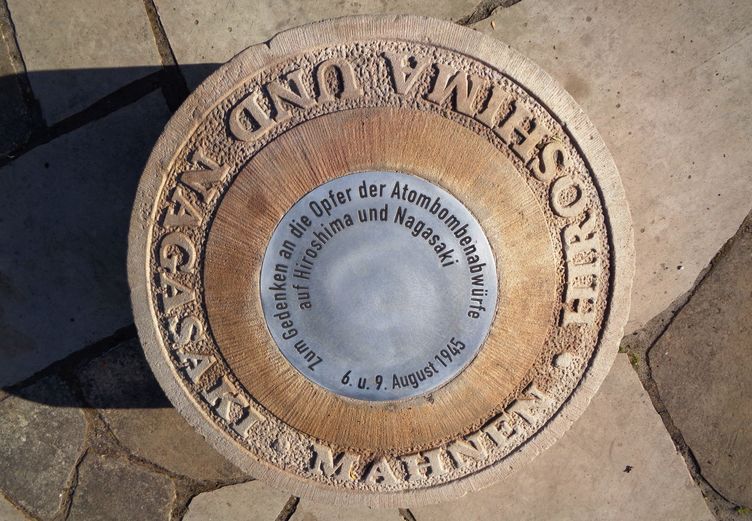 HIROSHIMA UND NAGASAKI · MAHNEN ·
Zum Gedenken an die Opfer der Atombombenabwürfe
auf Hiroshima und Nagasaki
6. u. 9. August 1945